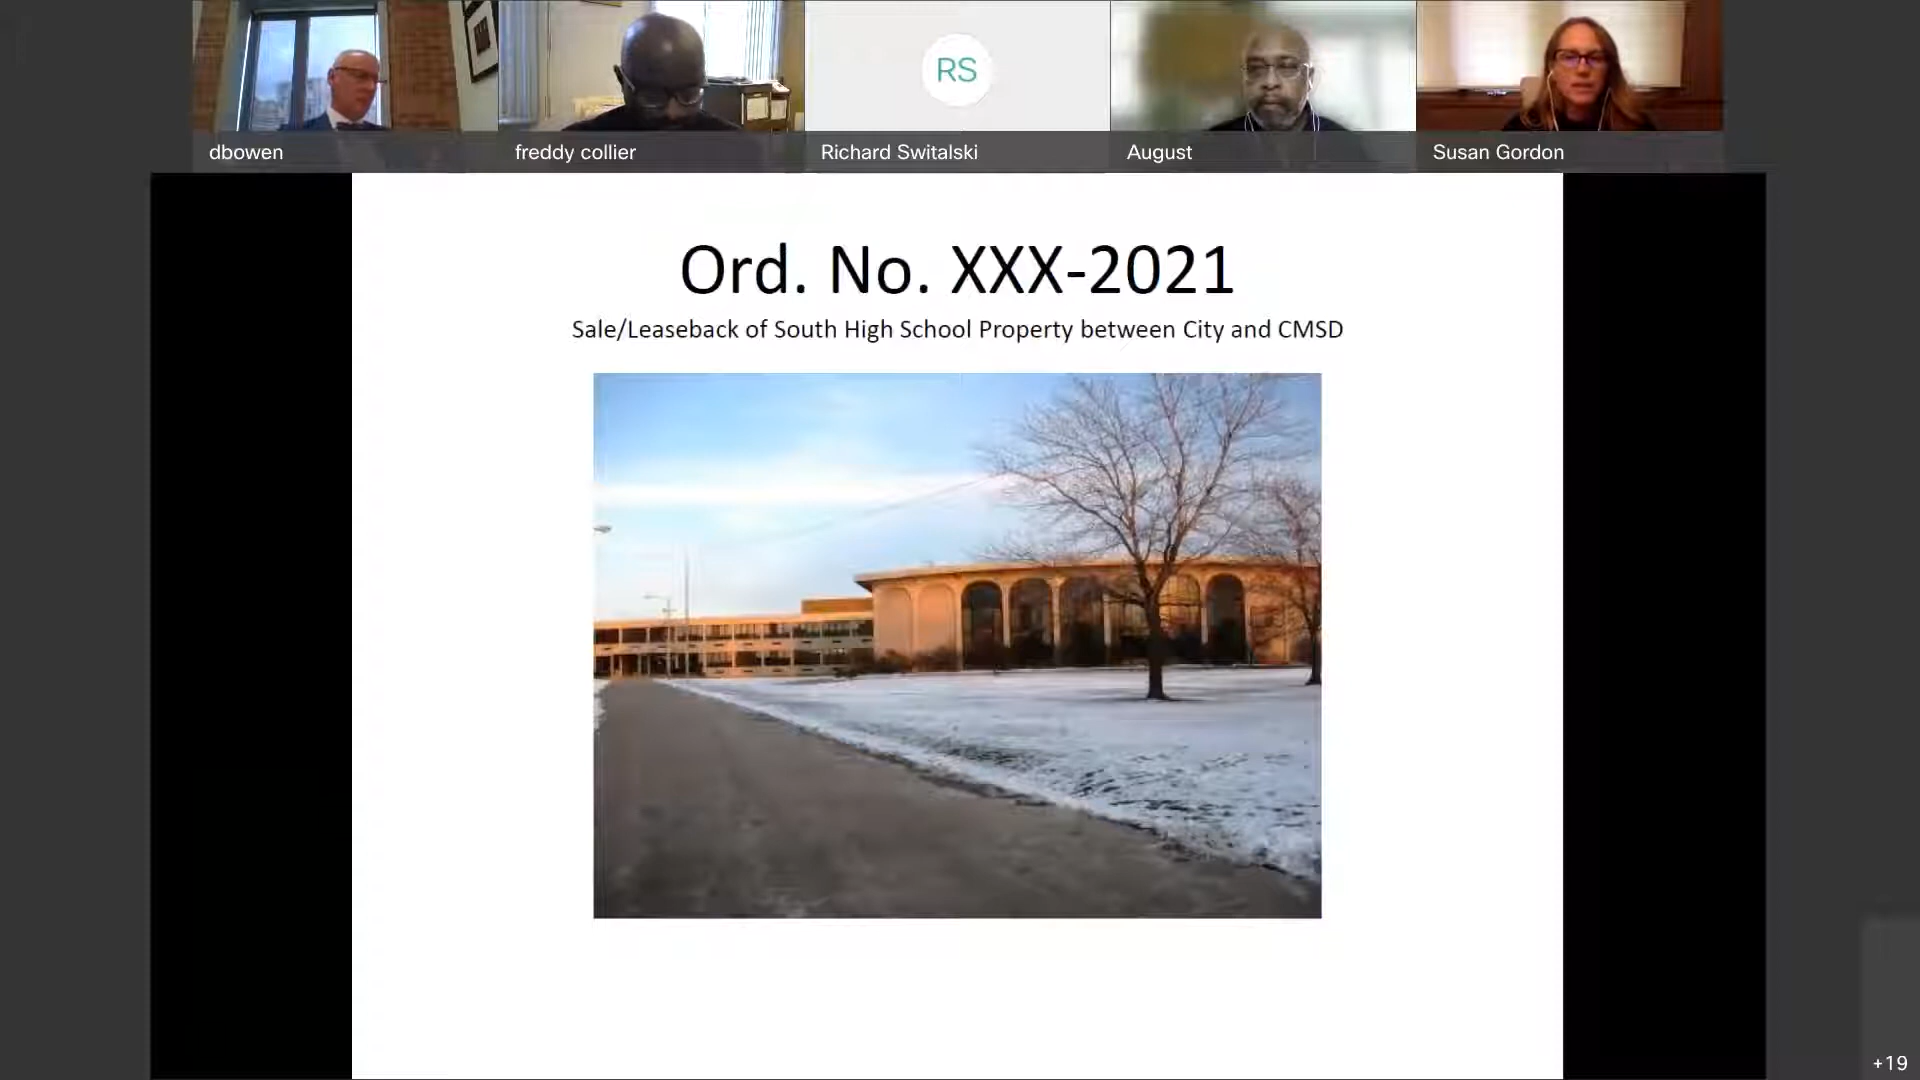 RS
dbowen
freddy collier
Richard Switalski
August
Susan Gordon
Ord. No. XXX-2021
Sale/Leaseback of South High School Property between City and CMSD
+19